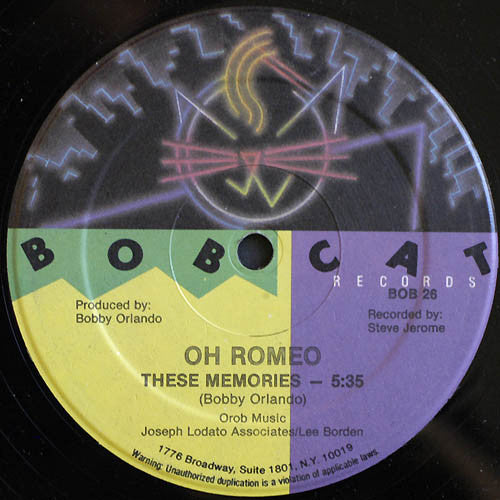 BOBCAT
RECORDS
BOB 26
Produced by:
Bobby Orlando
Recorded by:
Steve Jerome
OH ROMEO
THESE MEMORIES — 5:35
(Bobby Orlando)
Orob Music
Joseph Lodato Associates/Lee Borden
1776 Broadway, Suite 1801, N.Y. 10019
Warning: Unauthorized duplication is a violation of applicable laws.